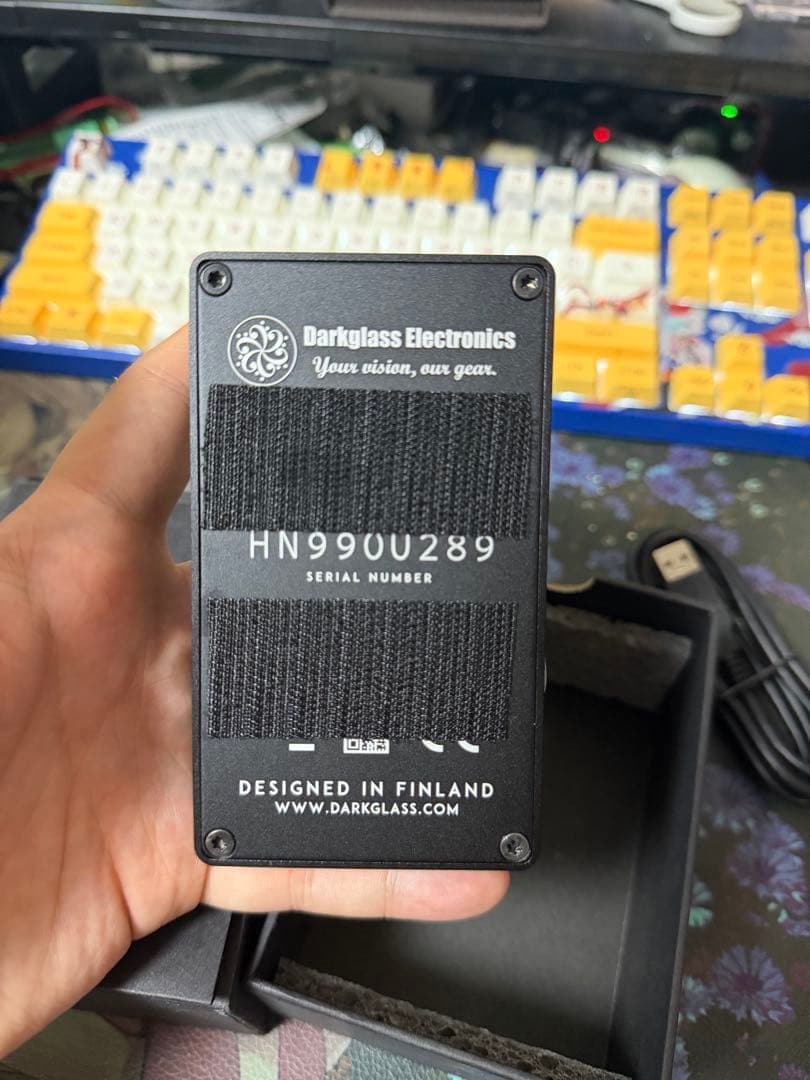 Darkglass Electronics
Your vision, our gear.
HN990U289
SERIAL NUMBER
DESIGNED IN FINLAND
WWW.DARKGLASS.COM